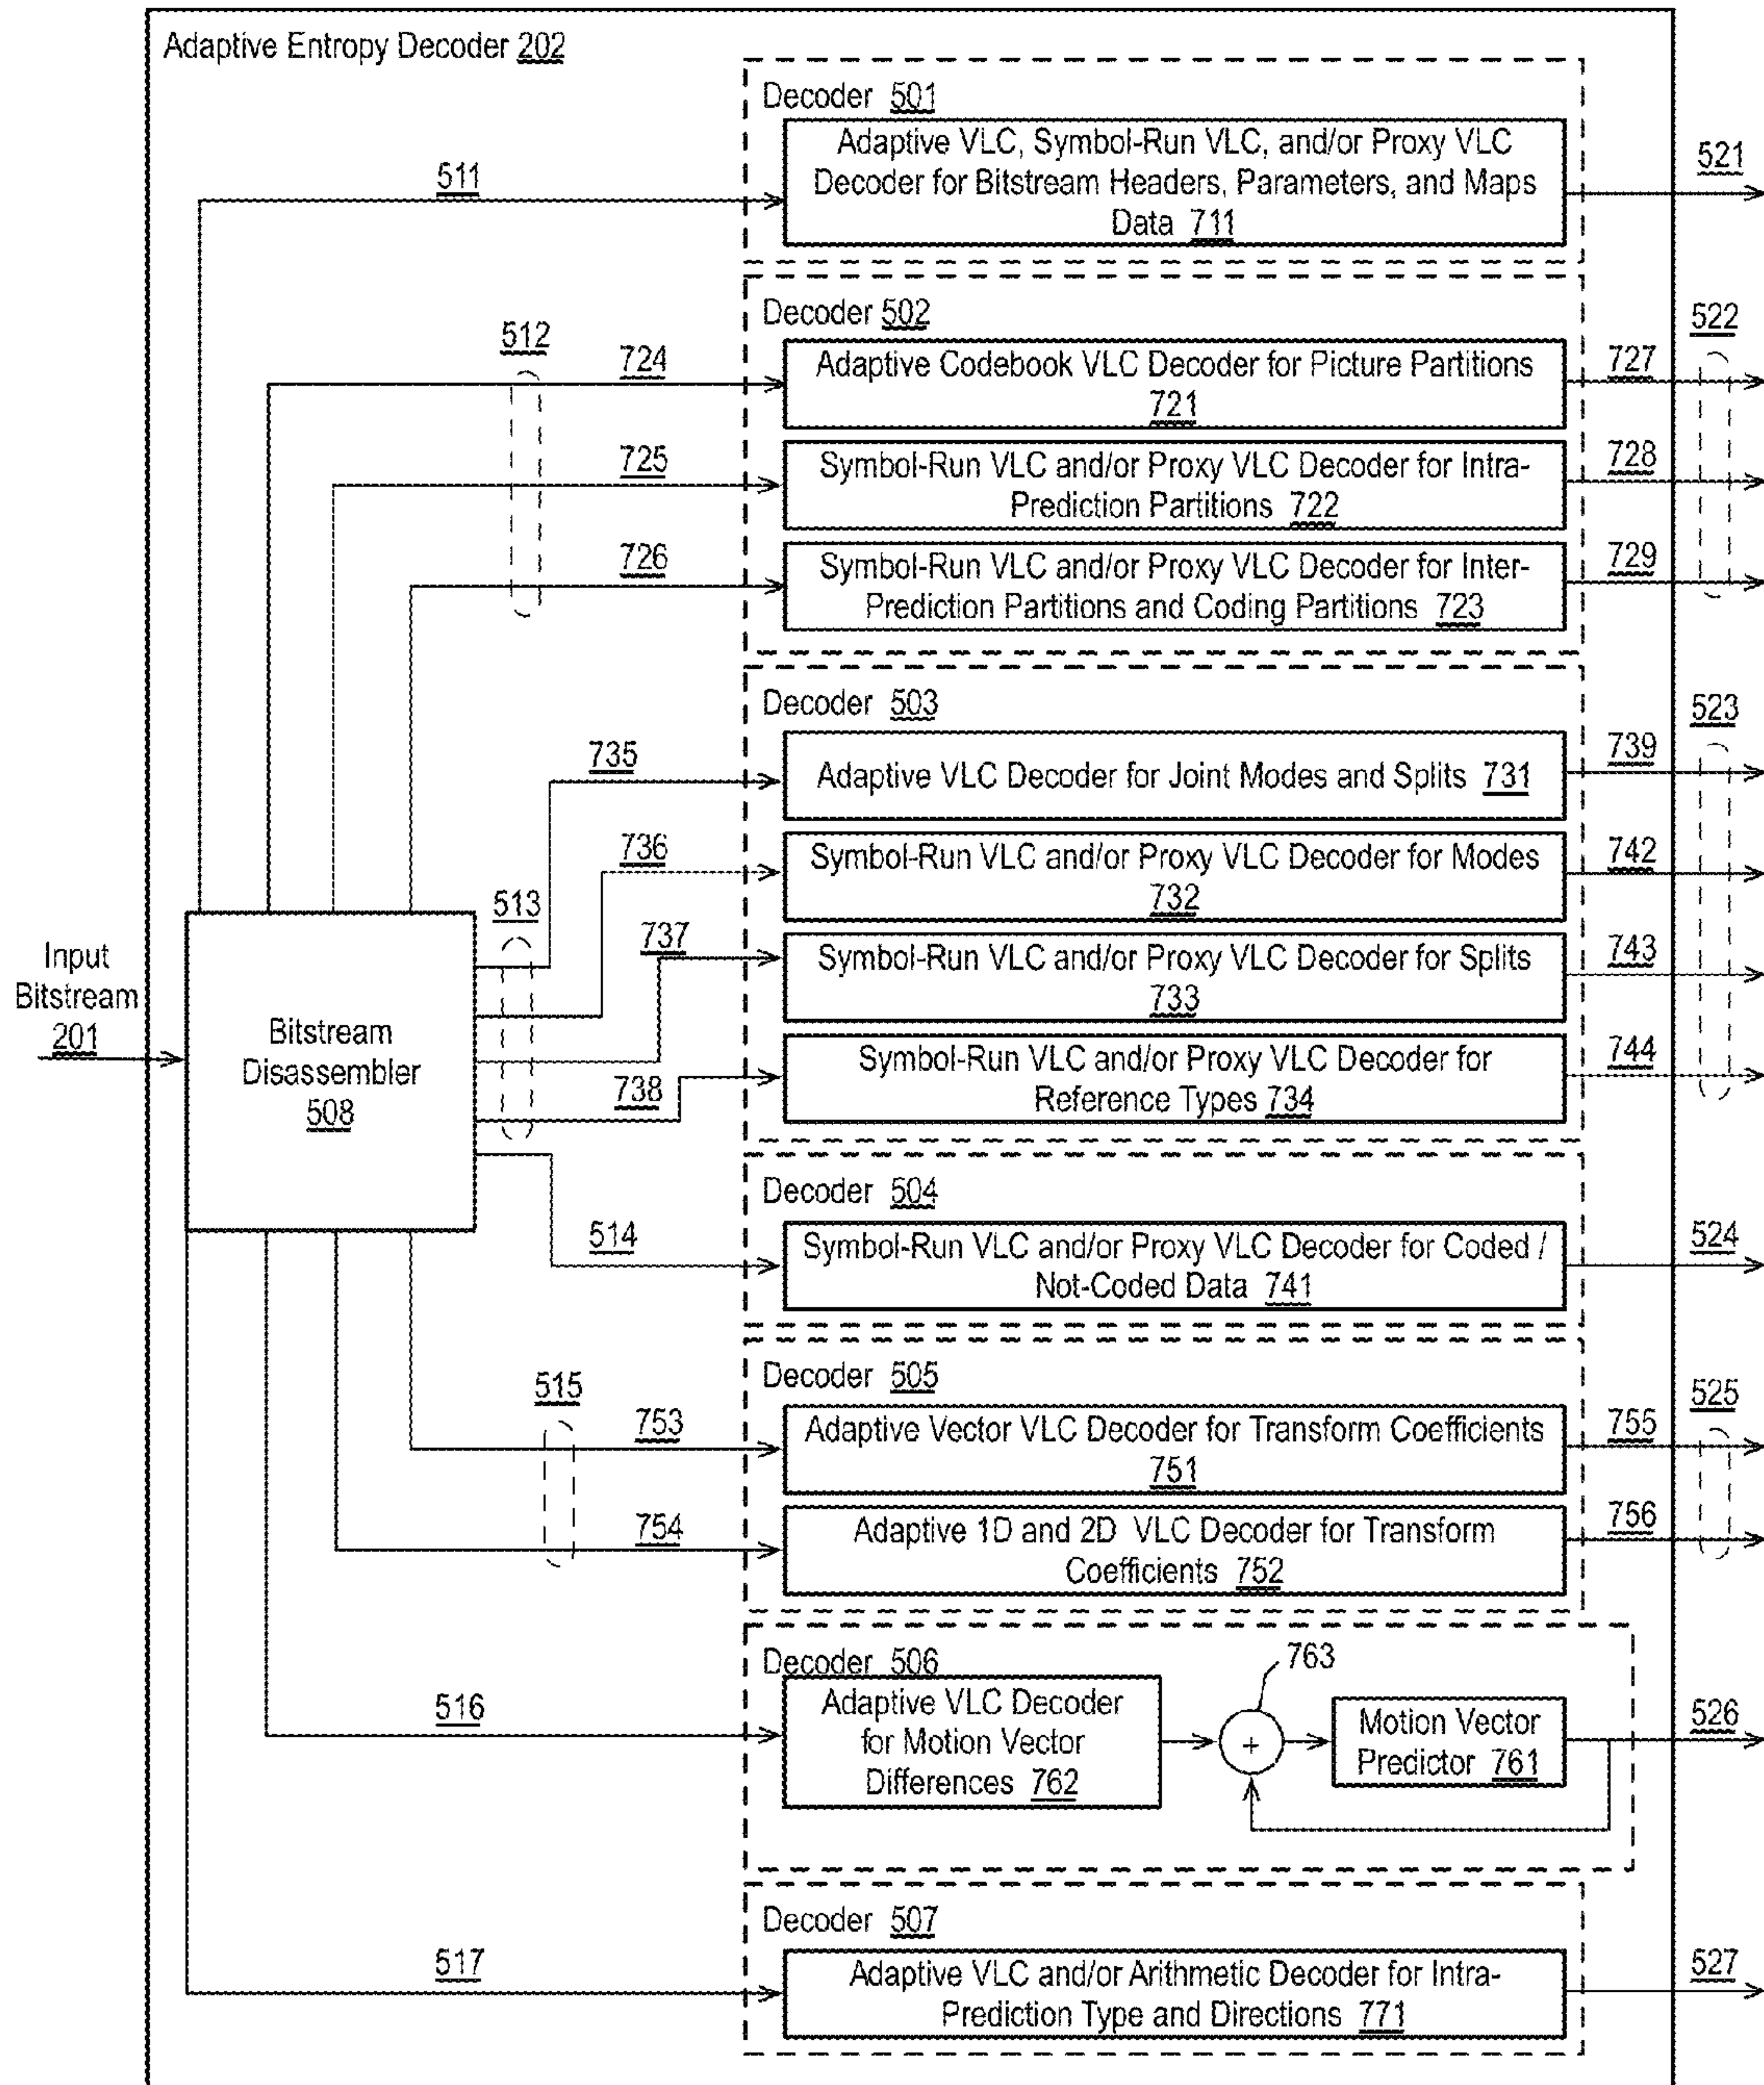 Adaptive Entropy Decoder 202
Decoder 501
Adaptive VLC, Symbol-Run VLC, and/or Proxy VLC
Decoder for Bitstream Headers, Parameters, and Maps
Data 711
511
521
Decoder 502
512
522
724
Adaptive Codebook VLC Decoder for Picture Partitions
721
727
725
Symbol-Run VLC and/or Proxy VLC Decoder for Intra-
Prediction Partitions 722
728
726
Symbol-Run VLC and/or Proxy VLC Decoder for Inter-
Prediction Partitions and Coding Partitions 723
729
Decoder 503
523
735
Adaptive VLC Decoder for Joint Modes and Splits 731
739
736
Symbol-Run VLC and/or Proxy VLC Decoder for Modes
732
742
513
737
Symbol-Run VLC and/or Proxy VLC Decoder for Splits
733
743
Input
Bitstream
201
Bitstream
Disassembler
508
738
Symbol-Run VLC and/or Proxy VLC Decoder for
Reference Types 734
744
Decoder 504
514
Symbol-Run VLC and/or Proxy VLC Decoder for Coded /
Not-Coded Data 741
524
Decoder 505
515
525
753
Adaptive Vector VLC Decoder for Transform Coefficients
751
755
754
Adaptive 1D and 2D VLC Decoder for Transform
Coefficients 752
756
Decoder 506
763
516
Adaptive VLC Decoder
for Motion Vector
Differences 762
+
Motion Vector
Predictor 761
526
Decoder 507
517
Adaptive VLC and/or Arithmetic Decoder for Intra-
Prediction Type and Directions 771
527